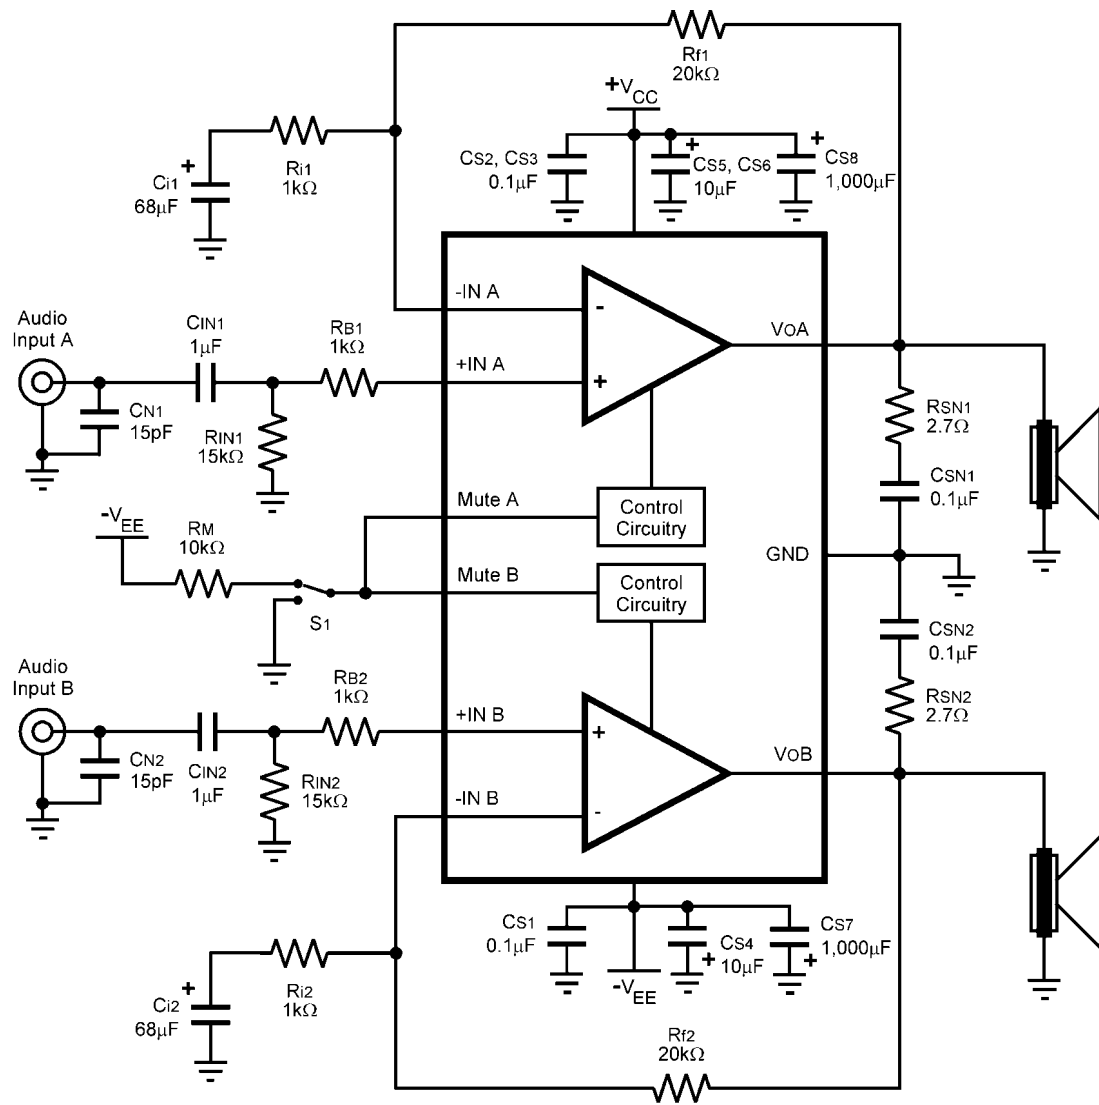 Rf1
20kΩ
+VCC
Ri1
1kΩ
Ci1
68µF
+
CS2, CS3
0.1µF
+
CS5, CS6
10µF
+
CS8
1,000µF
-IN A
-
VOA
Audio
Input A
CIN1
1µF
RB1
1kΩ
+IN A
+
CN1
15pF
RIN1
15kΩ
RSN1
2.7Ω
CSN1
0.1µF
Mute A
Control
Circuitry
-VEE
RM
10kΩ
GND
Mute B
Control
Circuitry
S1
CSN2
0.1µF
Audio
Input B
RB2
1kΩ
RSN2
2.7Ω
+IN B
+
VOB
CN2
15pF
CIN2
1µF
RIN2
15kΩ
-IN B
-
CS1
0.1µF
+
CS4
10µF
+
CS7
1,000µF
-VEE
Ri2
1kΩ
+
Ci2
68µF
Rf2
20kΩ